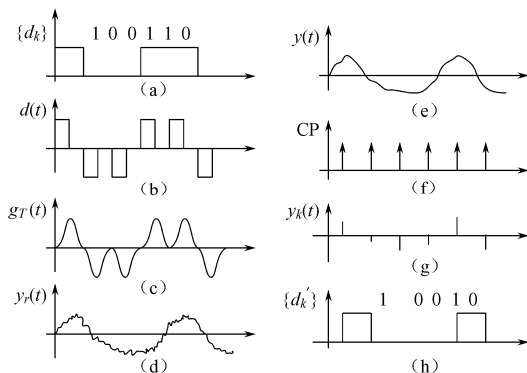 {d_k} 1 0 0 1 1 0
(a)
d(t)
(b)
g_T(t)
(c)
y_r(t)
(d)
y(t)
(e)
CP
(f)
y_k(t)
(g)
{d_k'} 1 0 0 1 0
(h)